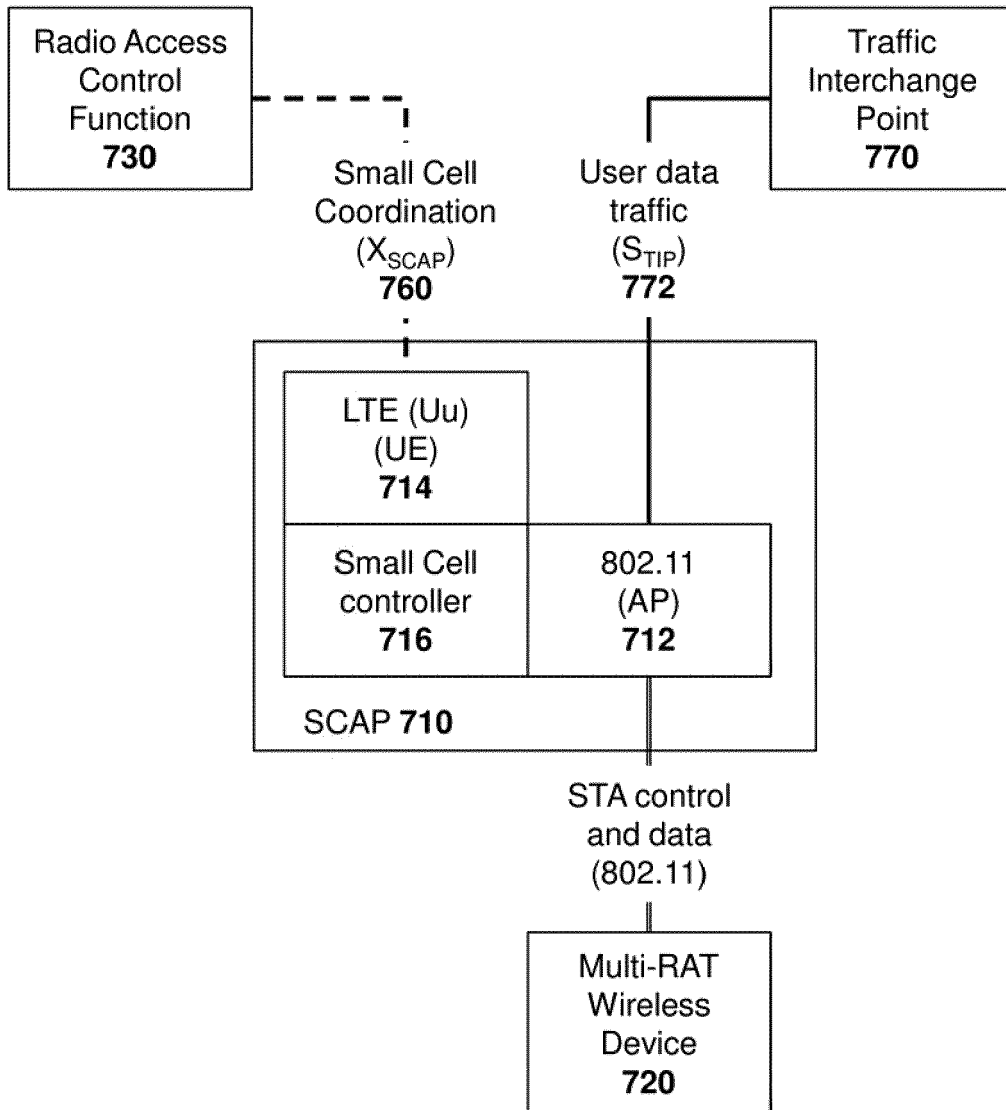 Radio Access
Control
Function
730
Traffic
Interchange
Point
770
Small Cell
Coordination
(XSCAP)
760
User data
traffic
(STIP)
772
LTE (Uu)
(UE)
714
Small Cell
controller
716
802.11
(AP)
712
SCAP 710
STA control
and data
(802.11)
Multi-RAT
Wireless
Device
720